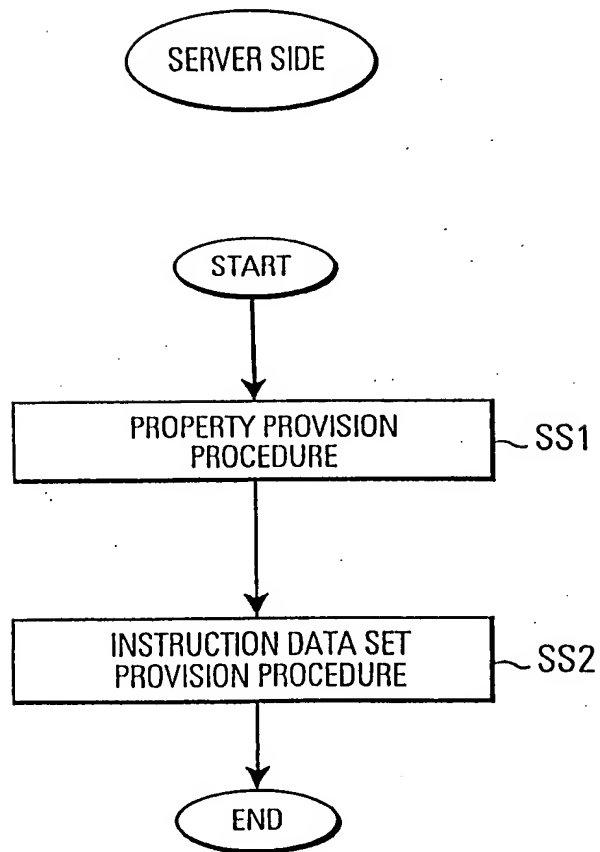 SERVER SIDE
START
PROPERTY PROVISION
PROCEDURE
SS1
INSTRUCTION DATA SET
PROVISION PROCEDURE
SS2
END